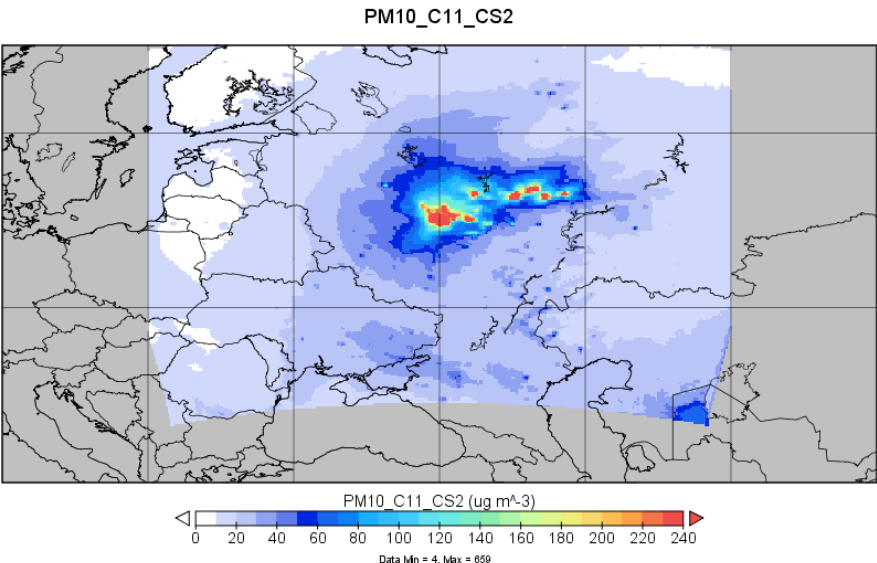 PM10_C11_CS2
PM10_C11_CS2 (ug m^-3)
0 20 40 60 80 100 120 140 160 180 200 220 240
Data Min = 4, Max = 659